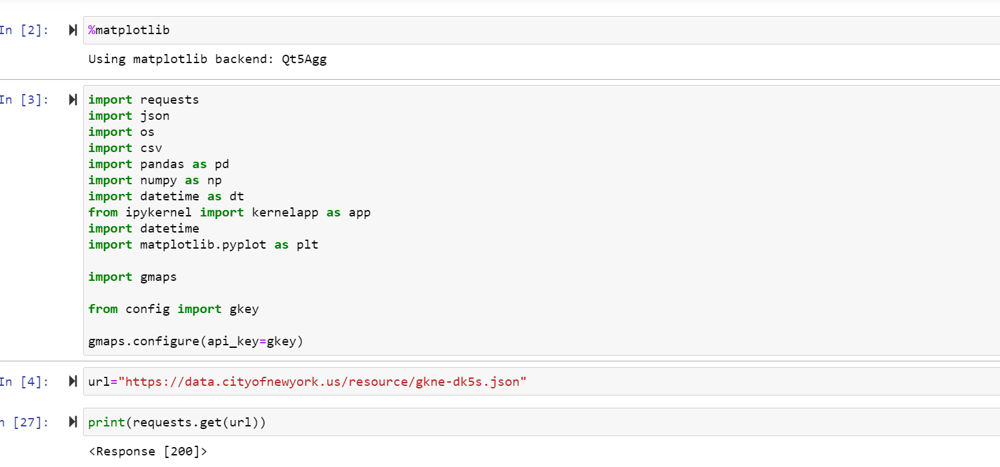 In [2]: %matplotlib
Using matplotlib backend: Qt5Agg
In [3]: import requests
import json
import os
import csv
import pandas as pd
import numpy as np
import datetime as dt
from ipykernel import kernelapp as app
import datetime
import matplotlib.pyplot as plt
import gmaps
from config import gkey
gmaps.configure(api_key=gkey)
In [4]: url="https://data.cityofnewyork.us/resource/gkne-dk5s.json"
n [27]: print(requests.get(url))
<Response [200]>